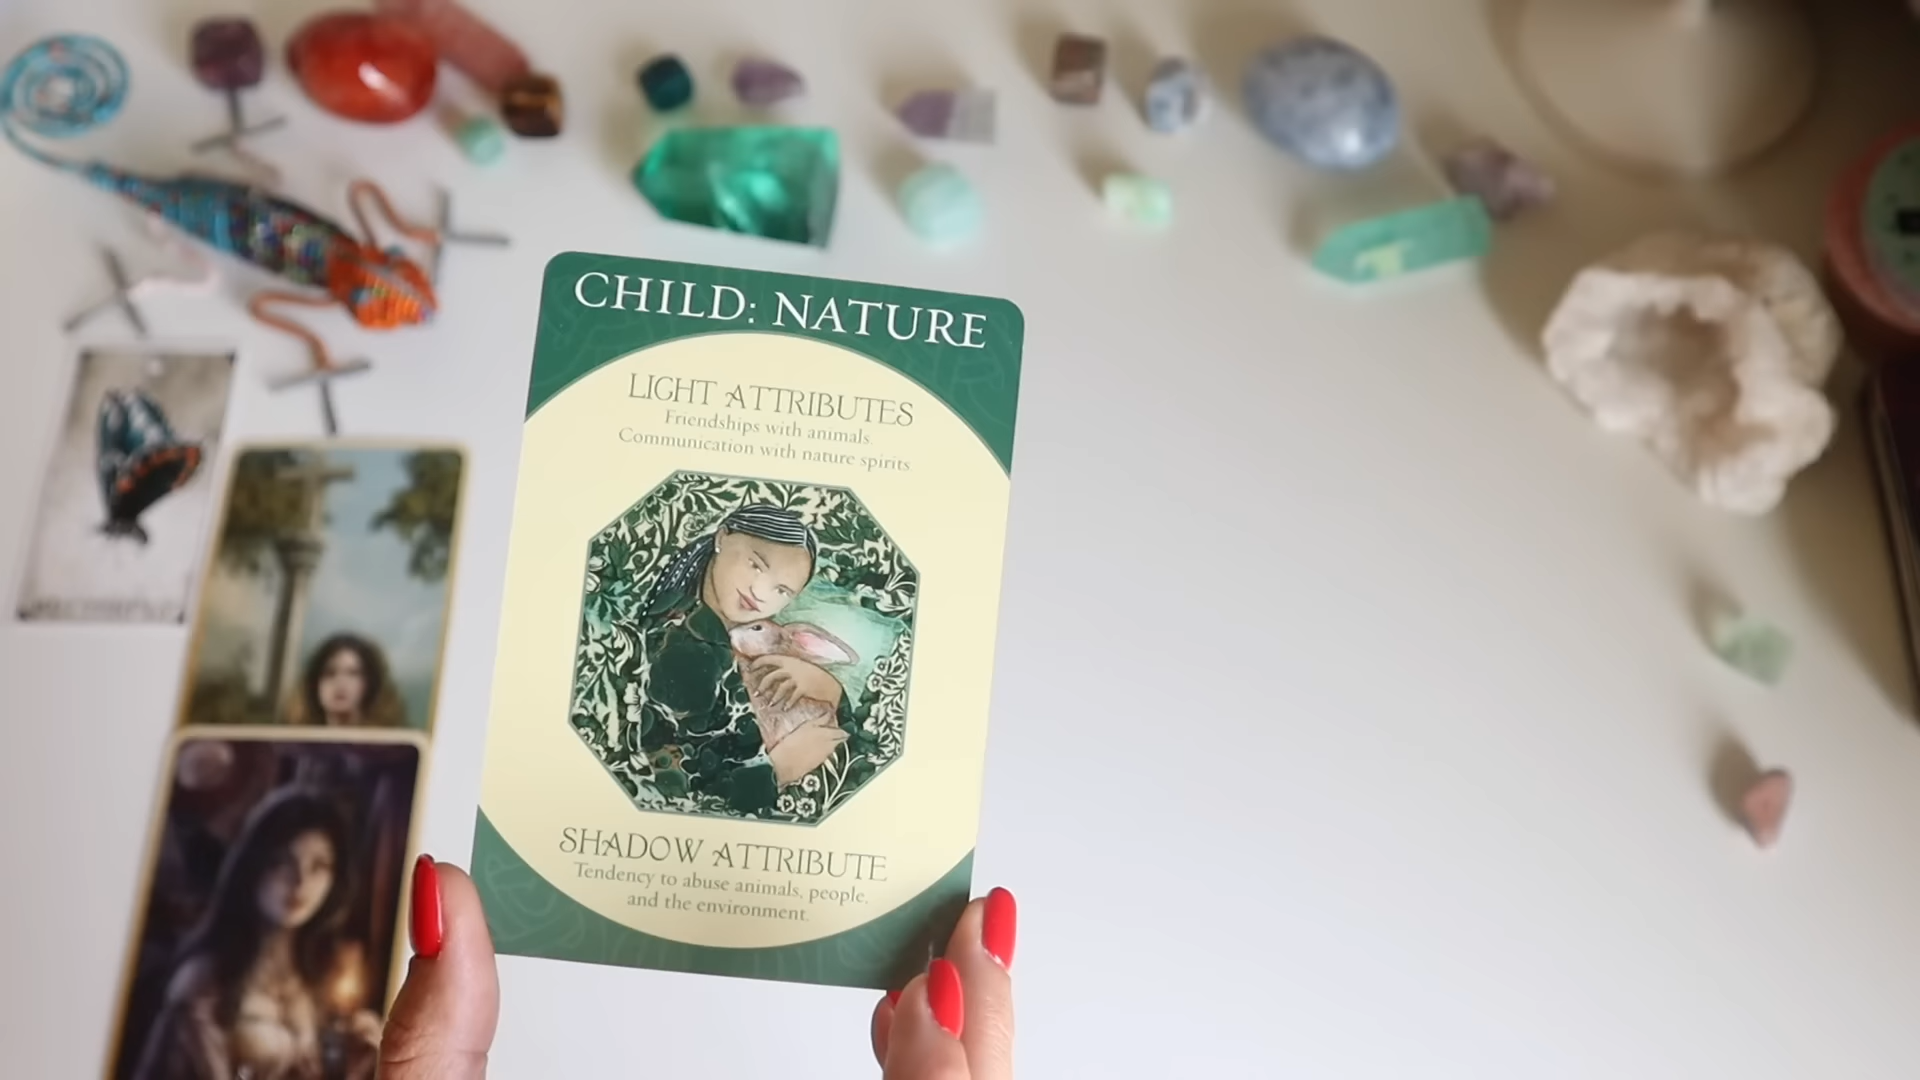 CHILD: NATURE
LIGHT ATTRIBUTES
Friendships with animals.
Communication with nature spirits
SHADOW ATTRIBUTE
Tendency to abuse animals, people,
and the environment.